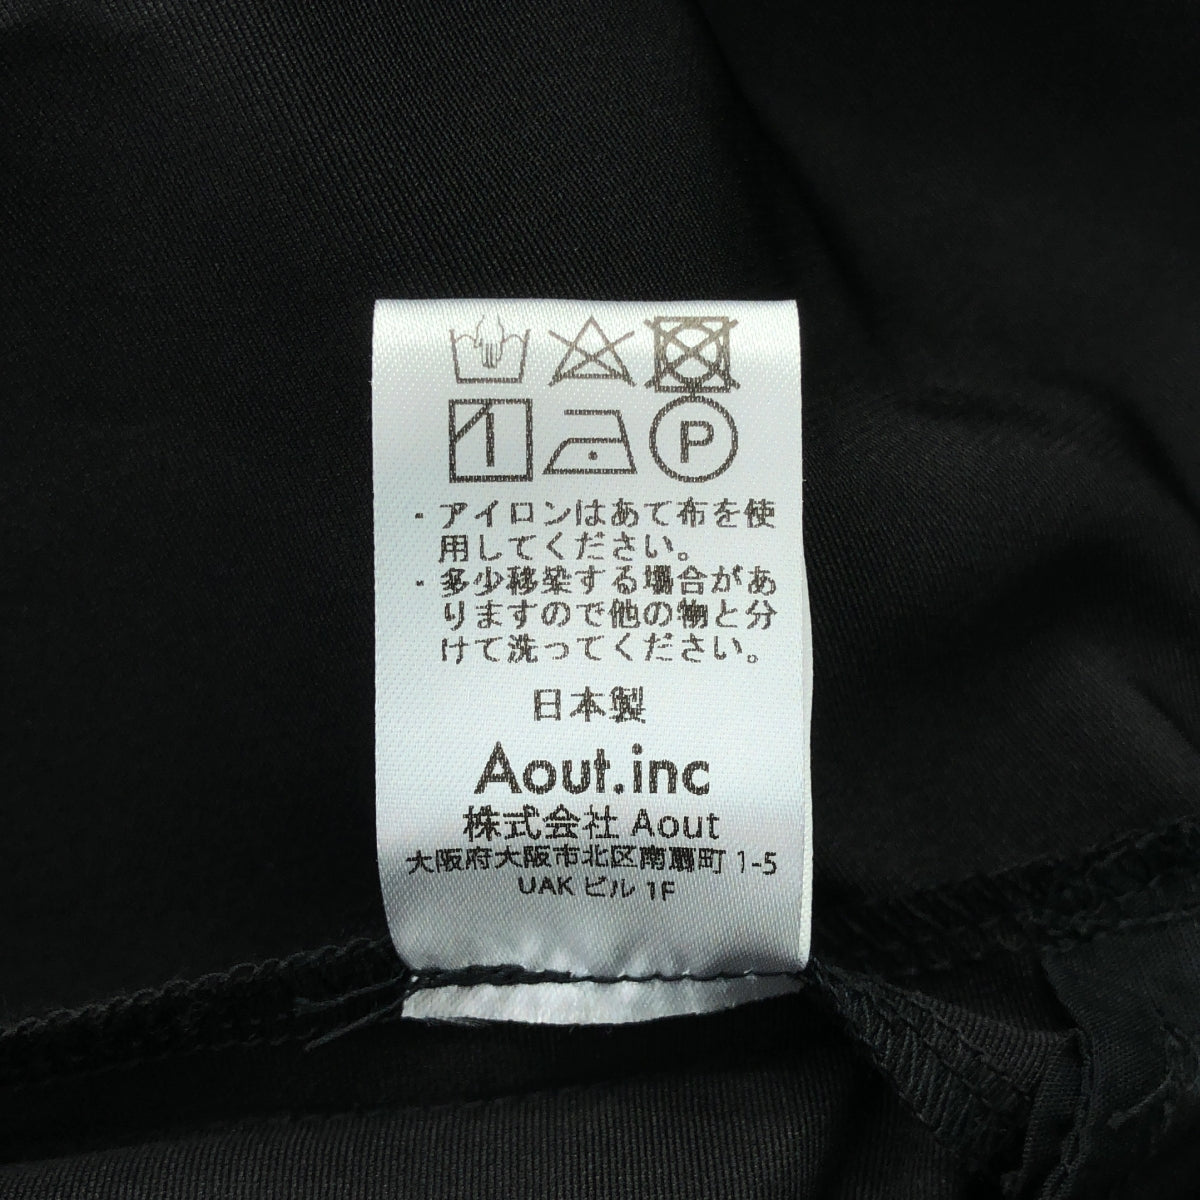 P
・アイロンはあて布を使
用してください。
・多少移染する場合があ
りますので他の物と分
けて洗ってください。
日本製
Aout.inc
株式会社 Aout
大阪府大阪市北区南扇町 1-5
UAK ビル 1F